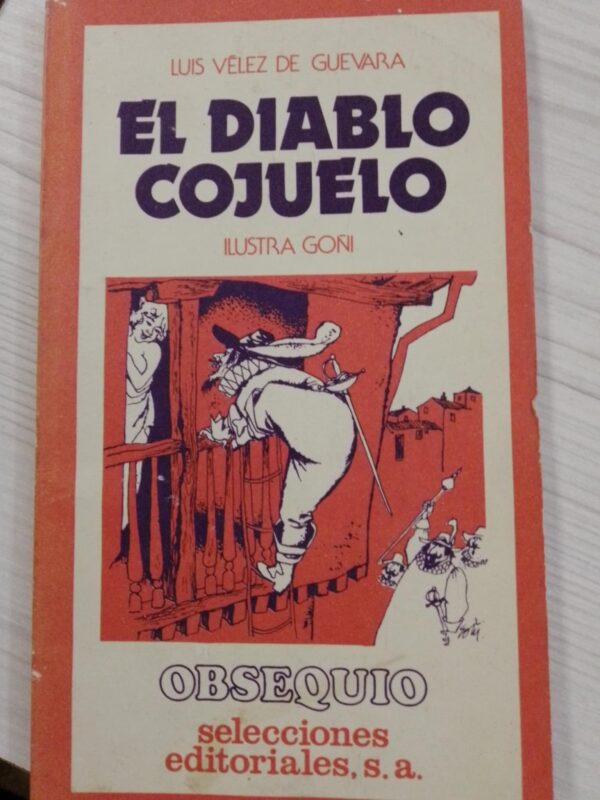 LUIS VÉLEZ DE GUEVARA
EL DIABLO
COJUELO
ILUSTRA GOÑI
OBSEQUIO
selecciones
editoriales, s. a.